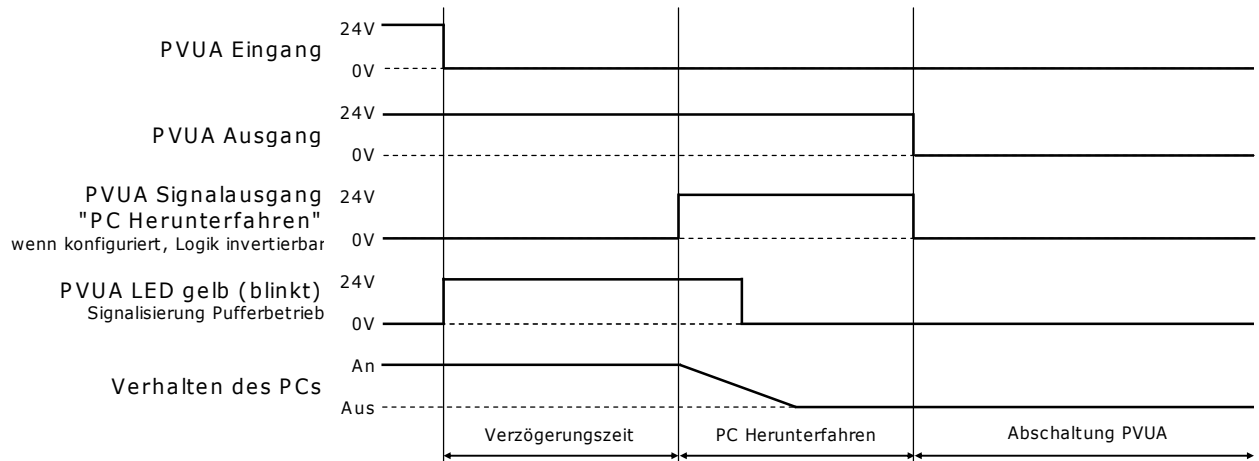 PVUA Eingang
24V
0V
PVUA Ausgang
24V
0V
PVUA Signalausgang
"PC Herunterfahren"
wenn konfiguriert, Logik invertierbar
24V
0V
PVUA LED gelb (blinkt)
Signalisierung Pufferbetrieb
24V
0V
Verhalten des PCs
An
Aus
Verzögerungszeit
PC Herunterfahren
Abschaltung PVUA